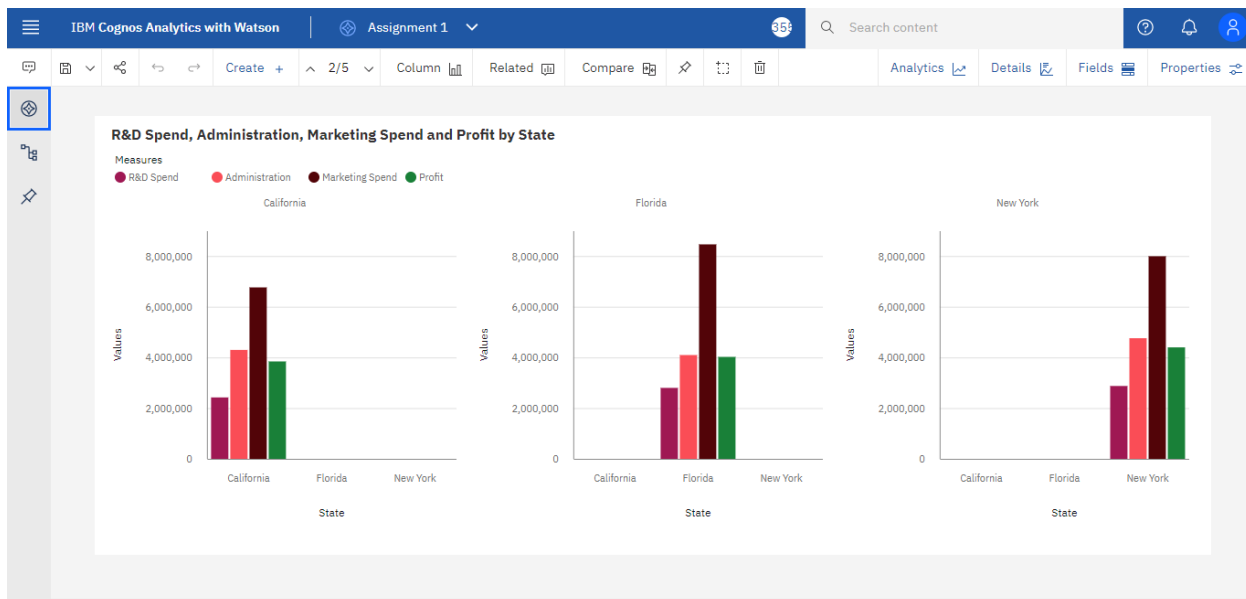 IBM Cognos Analytics with Watson
Assignment 1
355
Search content
Create + 2/5 Column Related Compare Analytics Details Fields Properties
R&D Spend, Administration, Marketing Spend and Profit by State
Measures
R&D Spend Administration Marketing Spend Profit
California
Values
8,000,000
6,000,000
4,000,000
2,000,000
0
California Florida New York
State
Florida
Values
8,000,000
6,000,000
4,000,000
2,000,000
0
California Florida New York
State
New York
Values
8,000,000
6,000,000
4,000,000
2,000,000
0
California Florida New York
State